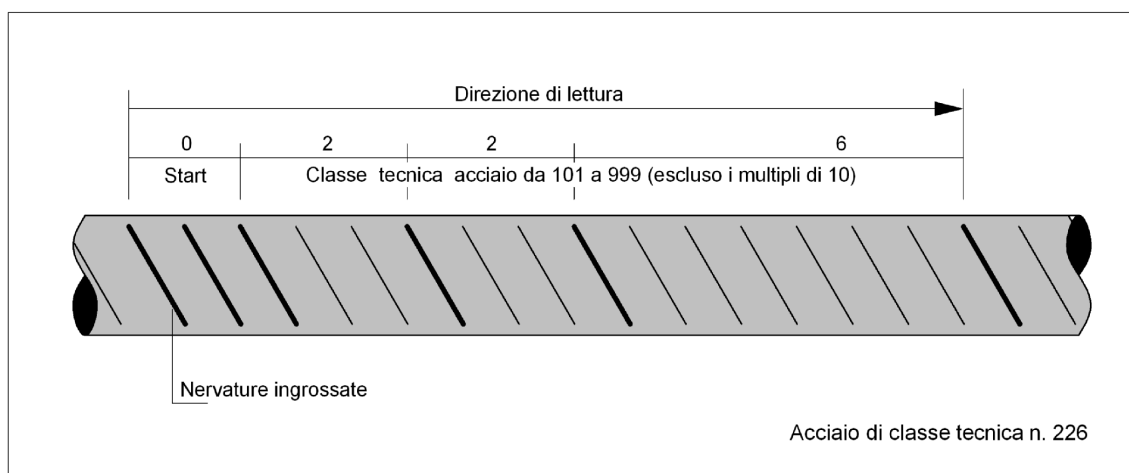 Direzione di lettura
0 2 2 6
Start Classe tecnica acciaio da 101 a 999 (escluso i multipli di 10)
Nervature ingrossate
Acciaio di classe tecnica n. 226